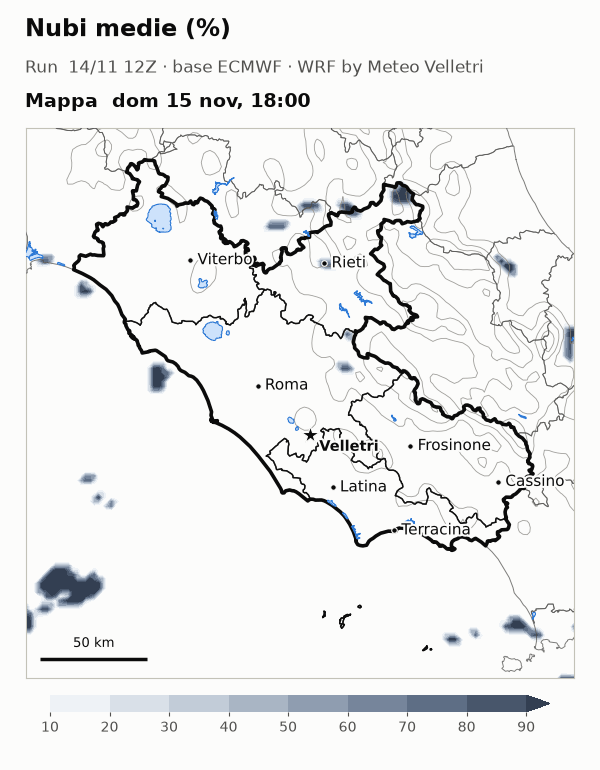 Nubi medie (%)
Run 14/11 12Z · base ECMWF · WRF by Meteo Velletri
Mappa dom 15 nov, 18:00
Viterbo
Rieti
Roma
Velletri
Frosinone
Latina
Cassino
Terracina
50 km
10 20 30 40 50 60 70 80 90